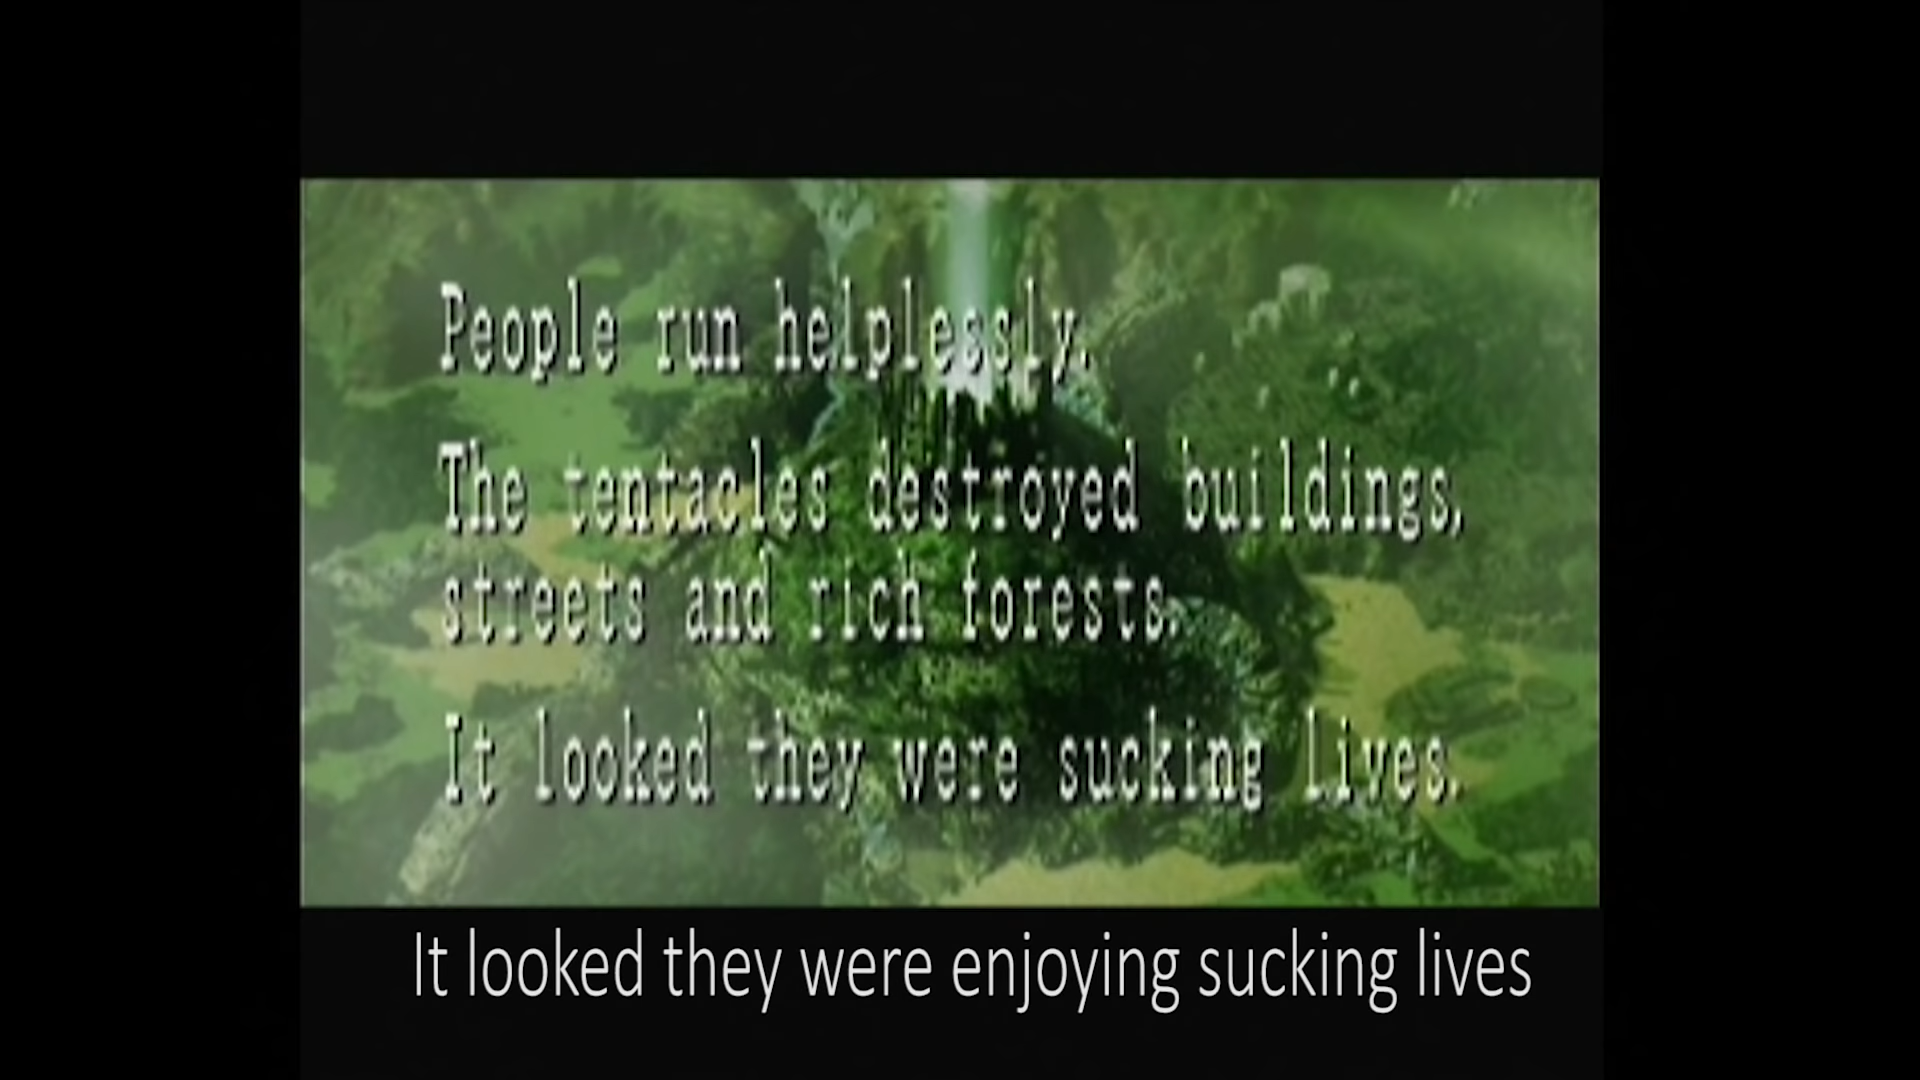 People run helplessly.
The tentacles destroyed buildings,
streets and rich forests.
It looked they were sucking lives.
It looked they were enjoying sucking lives